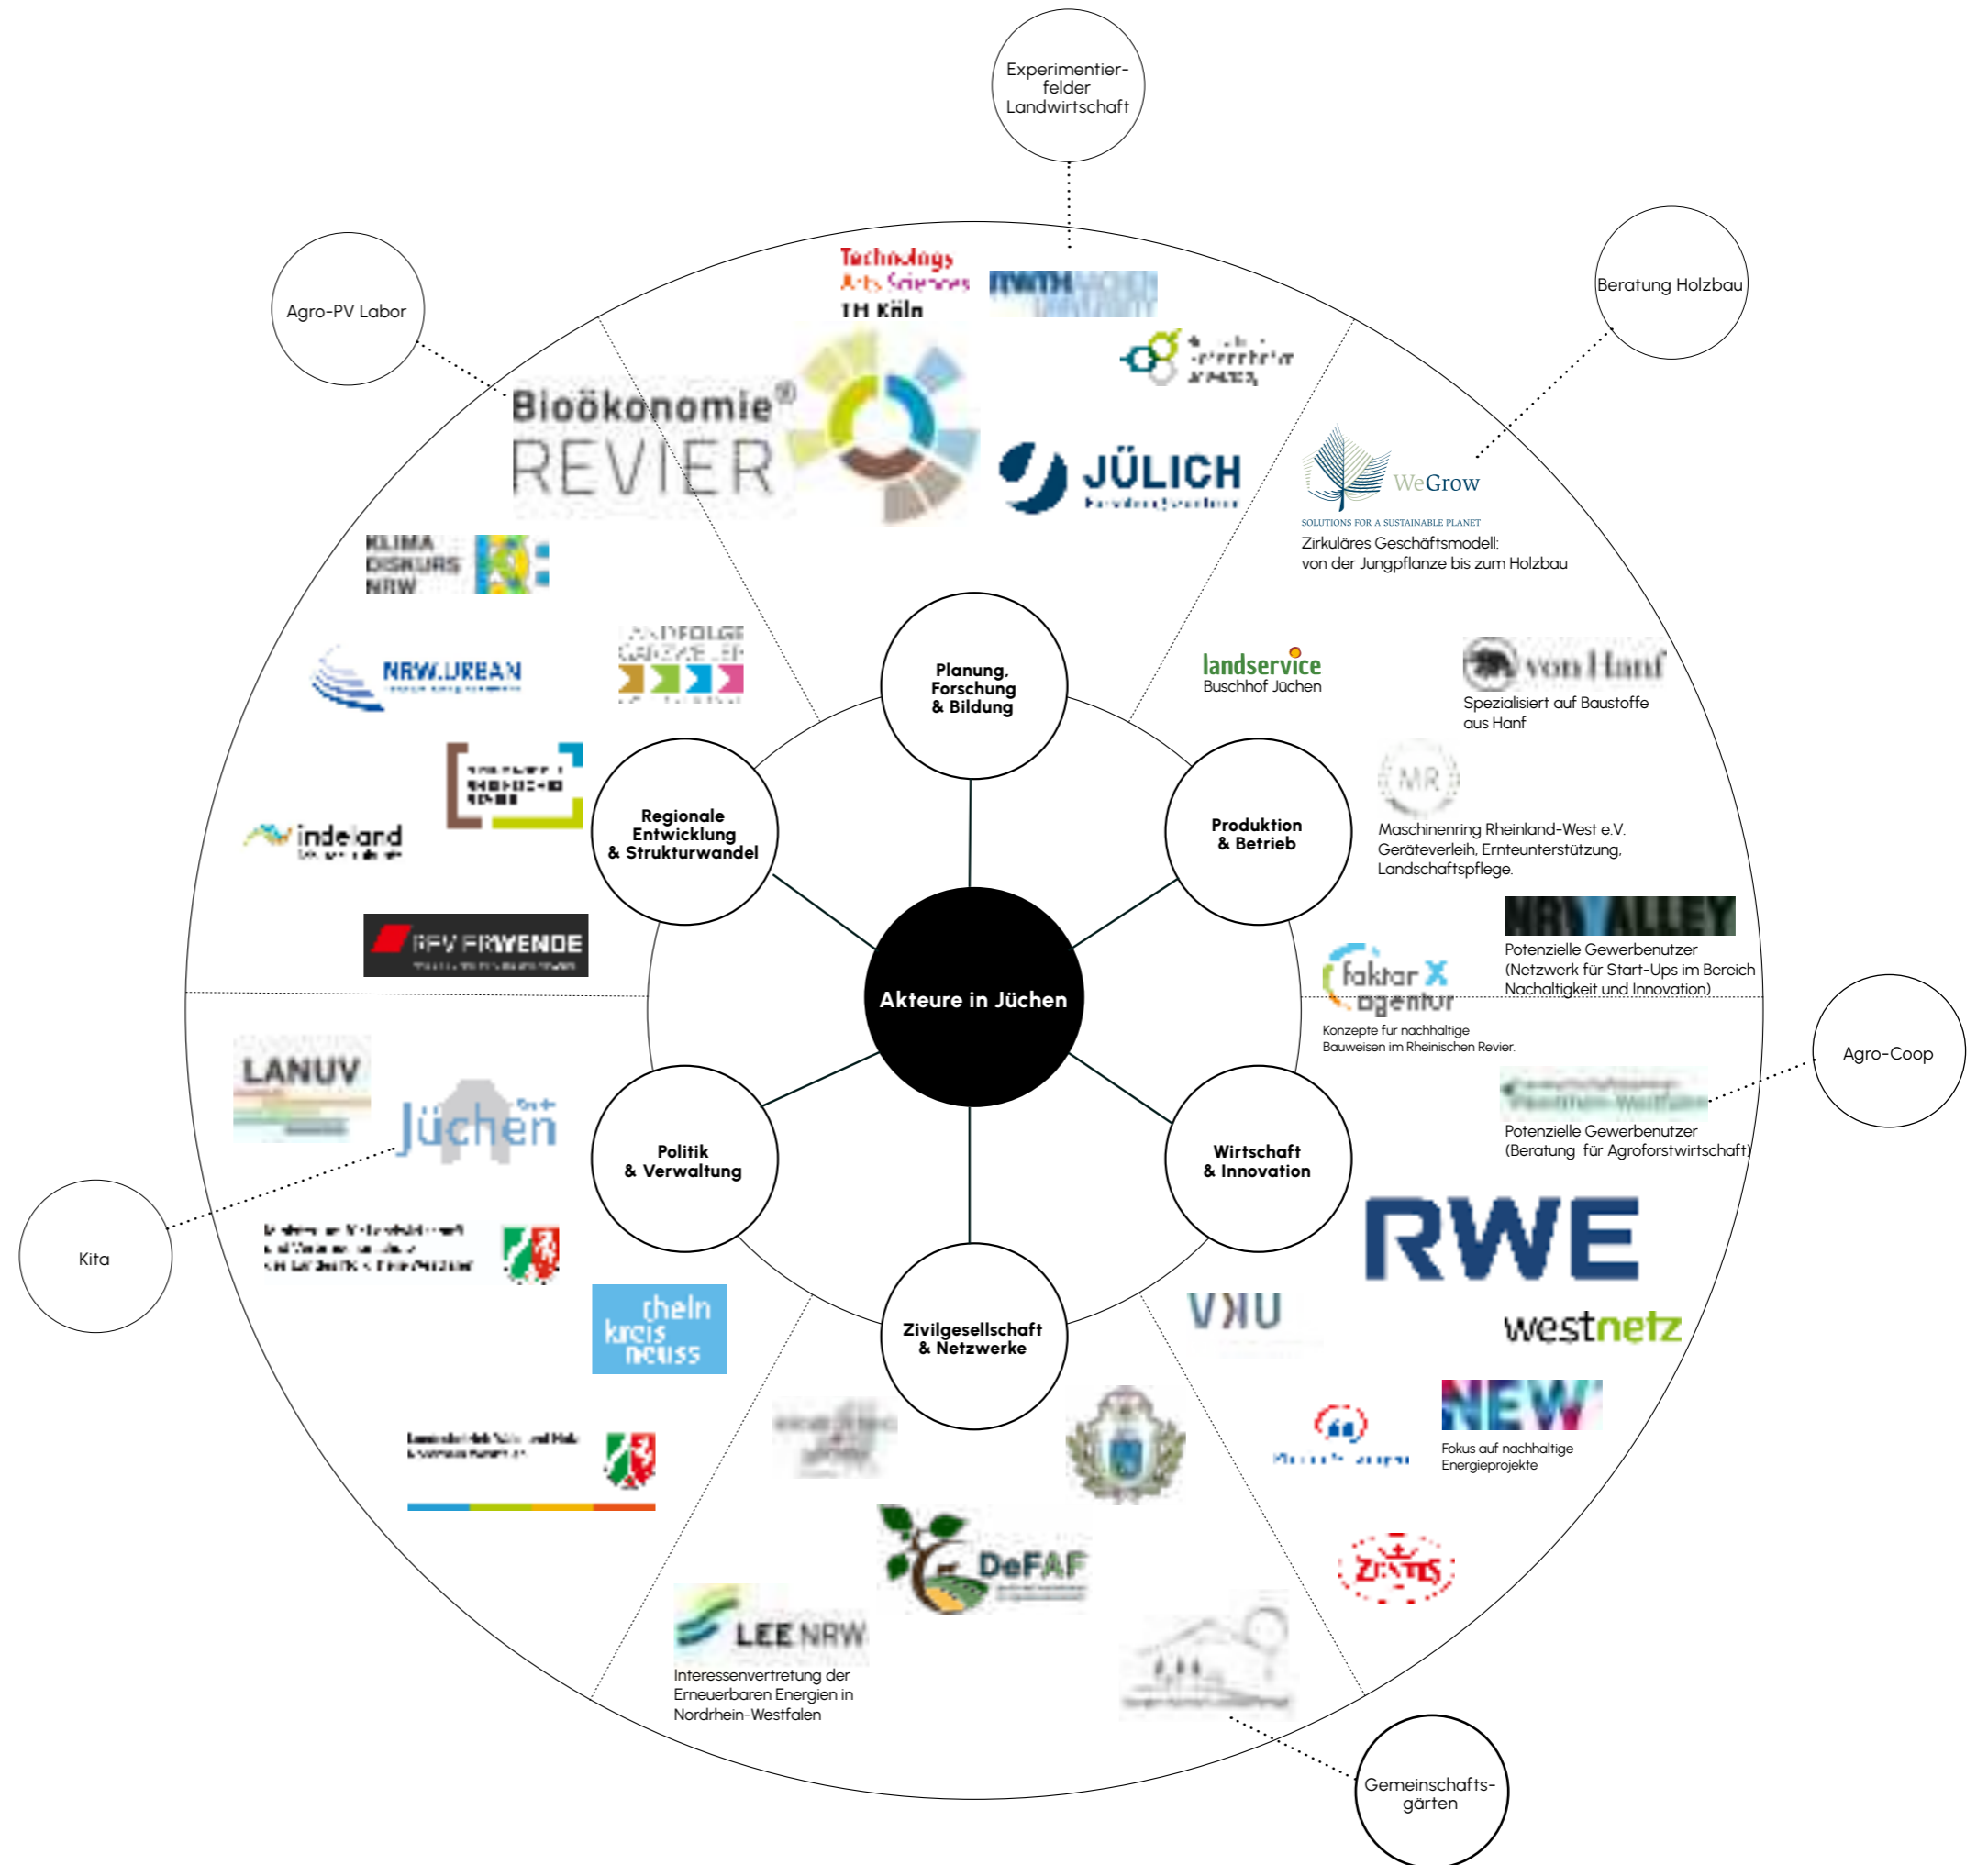 Experimentier-
felder
Landwirtschaft
Agro-PV Labor
Beratung Holzbau
Technology
Arts Sciences
TH Köln
Bioökonomie®
REVIER
JÜLICH
Forschungszentrum
WeGrow
SOLUTIONS FOR A SUSTAINABLE PLANET
Zirkuläres Geschäftsmodell:
von der Jungpflanze bis zum Holzbau
KLIMA
DISKURS
NRW
NRW.URBAN
LANDFOLGE
GARZWEILER
Planung,
Forschung
& Bildung
landservice
Buschhof Jüchen
von Hanf
Spezialisiert auf Baustoffe
aus Hanf
MR
Maschinenring Rheinland-West e.V.
Geräteverleih, Ernteunterstützung,
Landschaftspflege.
Regionale
Entwicklung
& Strukturwandel
Produktion
& Betrieb
indeland
REVIERWENDE
Akteure in Jüchen
faktor X
agentur
Konzepte für nachhaltige
Bauweisen im Rheinischen Revier.
Potenzielle Gewerbenutzer
(Netzwerk für Start-Ups im Bereich
Nachaltigkeit und Innovation)
Agro-Coop
Potenzielle Gewerbenutzer
(Beratung für Agroforstwirtschaft)
LANUV
Jüchen
Kita
Politik
& Verwaltung
Wirtschaft
& Innovation
rhein
kreis
neuss
Zivilgesellschaft
& Netzwerke
RWE
VKU
westnetz
NEW
Fokus auf nachhaltige
Energieprojekte
ZENTIS
DeFAF
LEE NRW
Interessenvertretung der
Erneuerbaren Energien in
Nordrhein-Westfalen
Gemeinschafts-
gärten